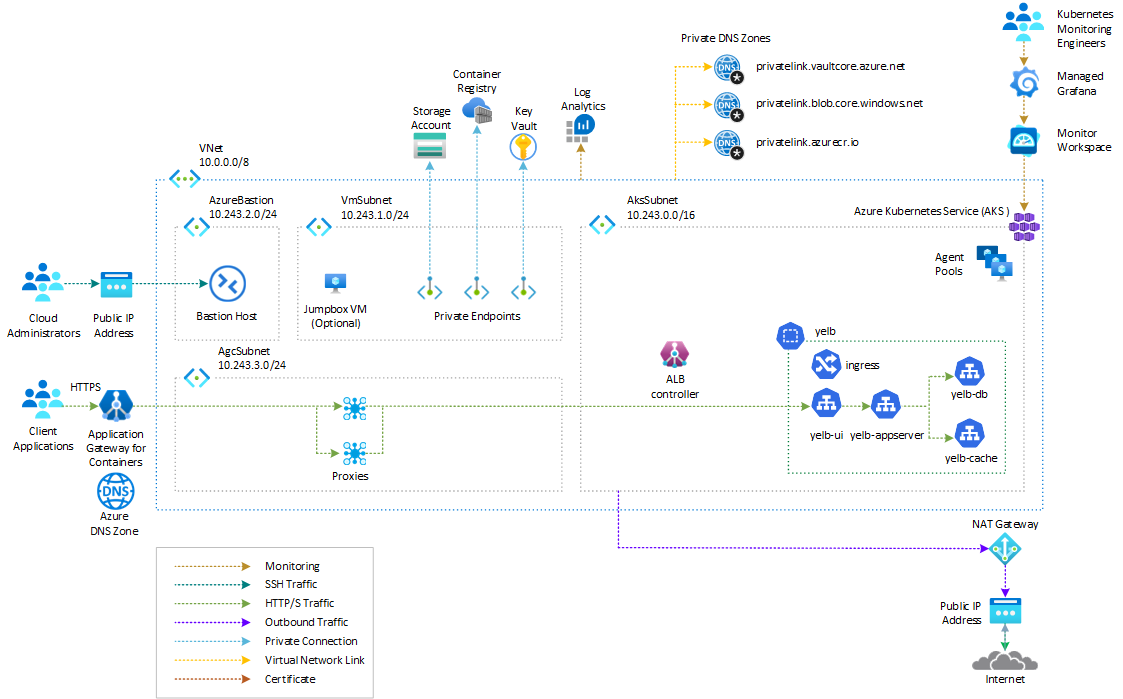 Kubernetes
Monitoring
Engineers
Private DNS Zones
privatelink.vaultcore.azure.net
Managed
Grafana
Container
Registry
Log
Analytics
privatelink.blob.core.windows.net
Storage
Account
Key
Vault
privatelink.azurecr.io
Monitor
Workspace
VNet
10.0.0.0/8
AzureBastion
10.243.2.0/24
VmSubnet
10.243.1.0/24
AksSubnet
10.243.0.0/16
Azure Kubernetes Service (AKS )
Agent
Pools
Cloud
Administrators
Public IP
Address
Bastion Host
Jumpbox VM
(Optional)
Private Endpoints
yelb
AgcSubnet
10.243.3.0/24
ingress
ALB
controller
HTTPS
yelb-db
Client
Applications
Application
Gateway for
Containers
yelb-ui
yelb-appserver
yelb-cache
Proxies
DNS
Azure
DNS Zone
NAT Gateway
Monitoring
SSH Traffic
HTTP/S Traffic
Outbound Traffic
Private Connection
Virtual Network Link
Certificate
Public IP
Address
Internet
DNS
DNS
DNS